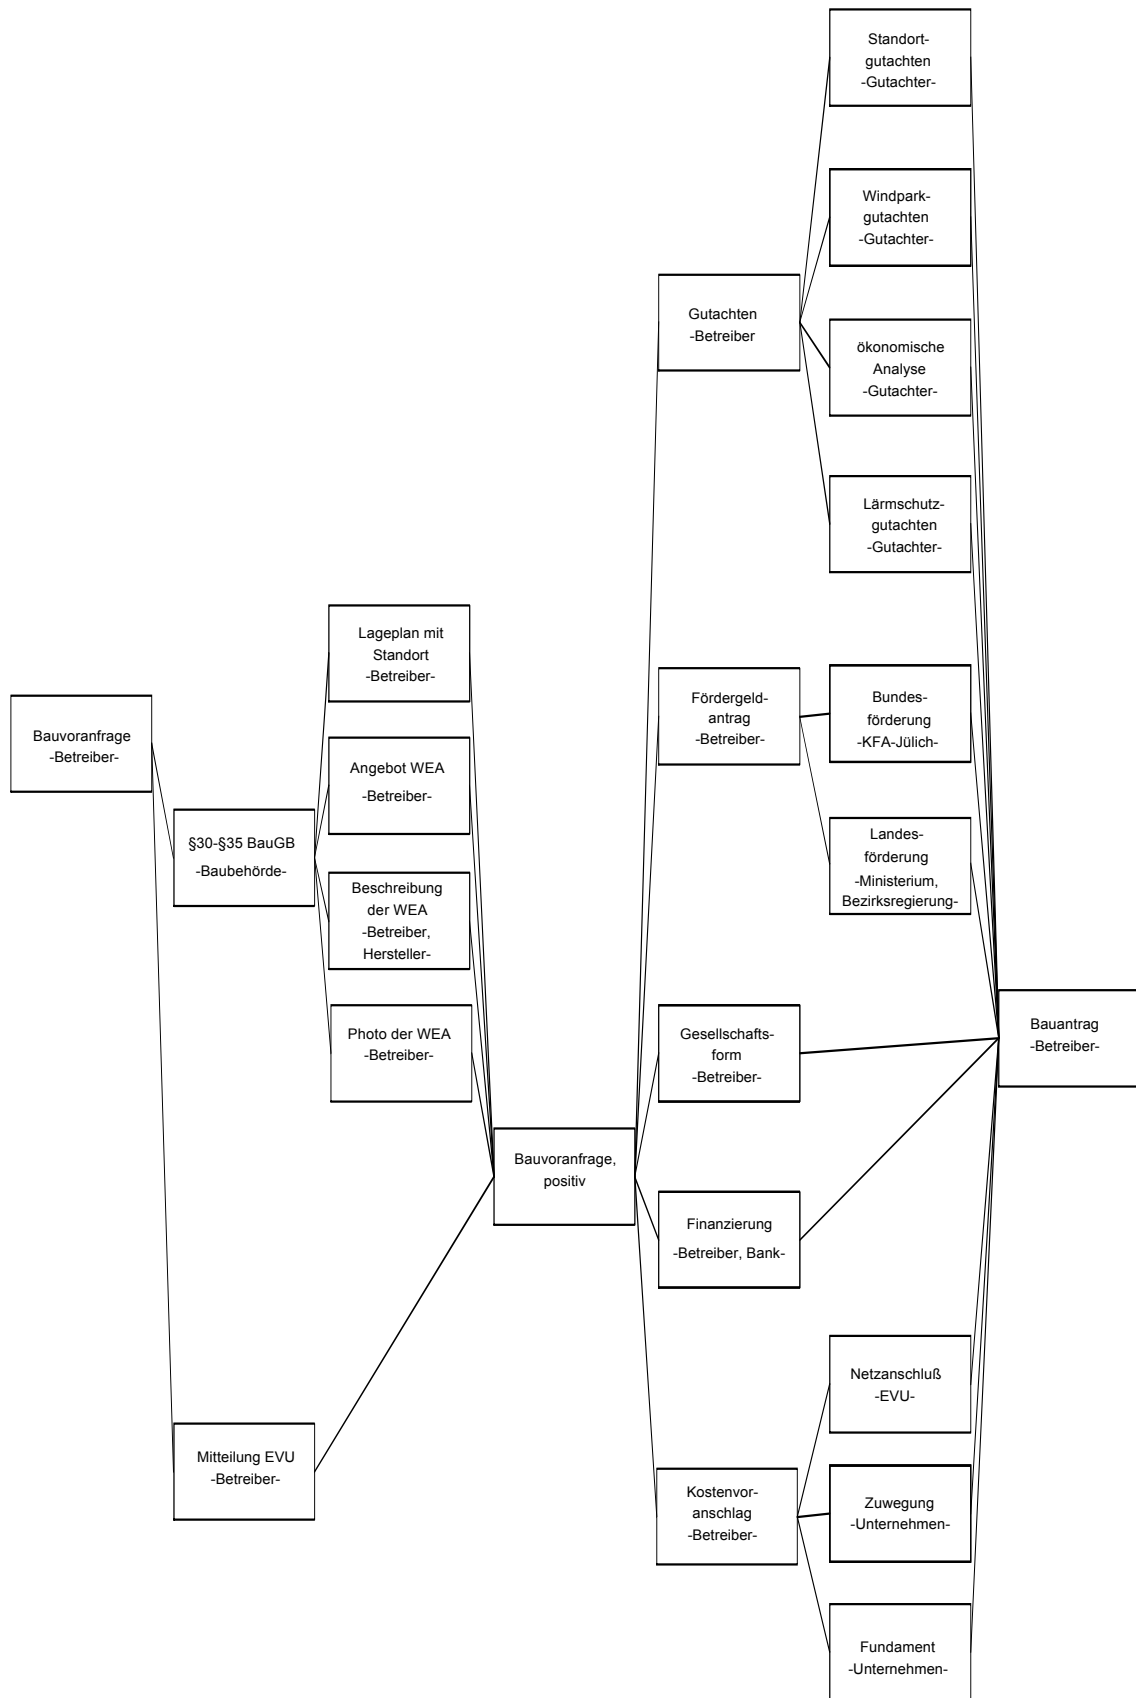 Bauvoranfrage
-Betreiber-
§30-§35 BauGB
-Baubehörde-
Mitteilung EVU
-Betreiber-
Lageplan mit
Standort
-Betreiber-
Angebot WEA
-Betreiber-
Beschreibung
der WEA
-Betreiber,
Hersteller-
Photo der WEA
-Betreiber-
Bauvoranfrage,
positiv
Gutachten
-Betreiber
Fördergeld-
antrag
-Betreiber-
Gesellschafts-
form
-Betreiber-
Finanzierung
-Betreiber, Bank-
Kostenvor-
anschlag
-Betreiber-
Standort-
gutachten
-Gutachter-
Windpark-
gutachten
-Gutachter-
ökonomische
Analyse
-Gutachter-
Lärmschutz-
gutachten
-Gutachter-
Bundes-
förderung
-KFA-Jülich-
Landes-
förderung
-Ministerium,
Bezirksregierung-
Netzanschluß
-EVU-
Zuwegung
-Unternehmen-
Fundament
-Unternehmen-
Bauantrag
-Betreiber-